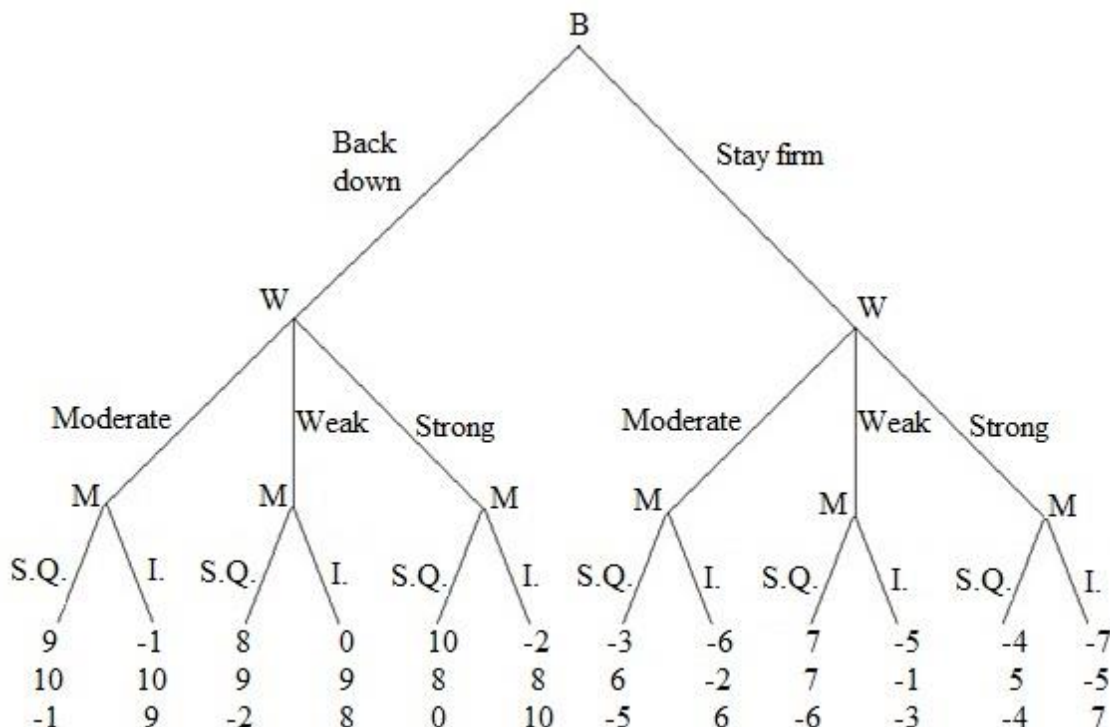 B
Back
down
Stay firm
W
W
Moderate
Weak
Strong
Moderate
Weak
Strong
M
M
M
M
M
M
S.Q. I. S.Q. I. S.Q. I. S.Q. I. S.Q. I. S.Q. I.
9 -1 8 0 10 -2 -3 -6 7 -5 -4 -7
10 10 9 9 8 8 6 -2 7 -1 5 -5
-1 9 -2 8 0 10 -5 6 -6 -3 -4 7